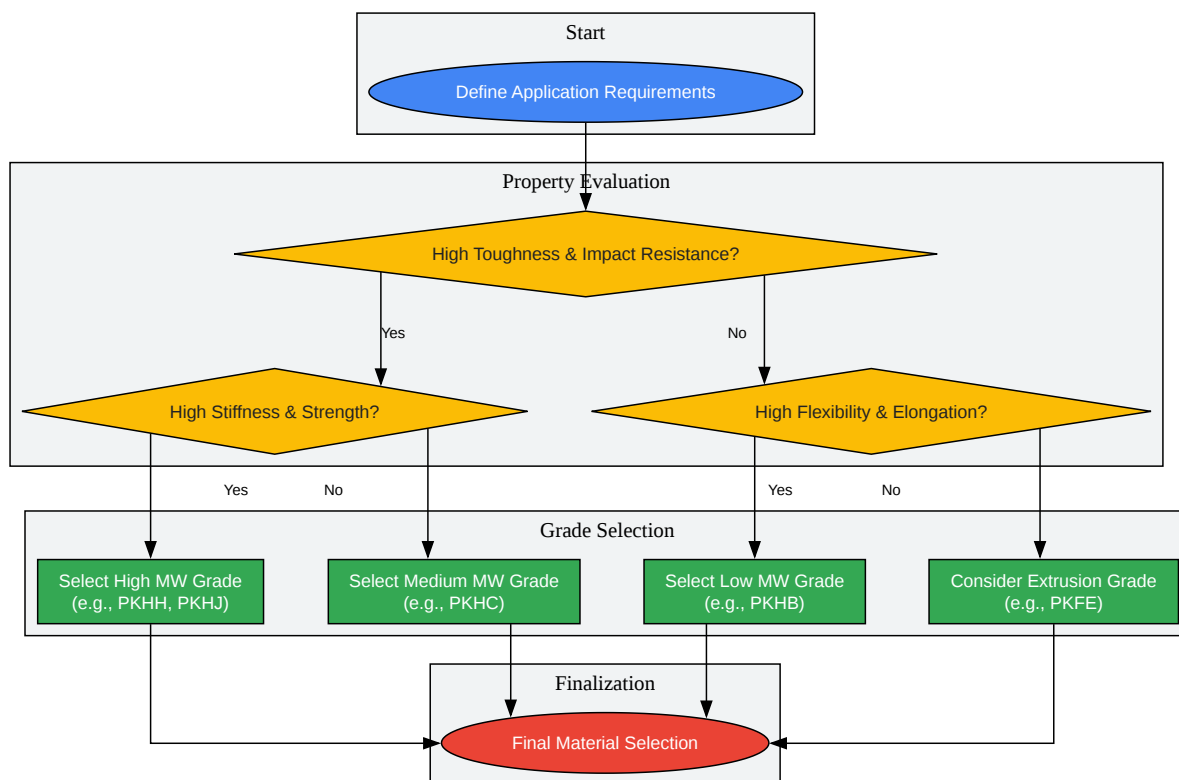 Start
Define Application Requirements
Property Evaluation
High Toughness & Impact Resistance?
Yes
No
High Stiffness & Strength?
High Flexibility & Elongation?
Yes
No
Yes
No
Grade Selection
Select High MW Grade
(e.g., PKHH, PKHJ)
Select Medium MW Grade
(e.g., PKHC)
Select Low MW Grade
(e.g., PKHB)
Consider Extrusion Grade
(e.g., PKFE)
Finalization
Final Material Selection